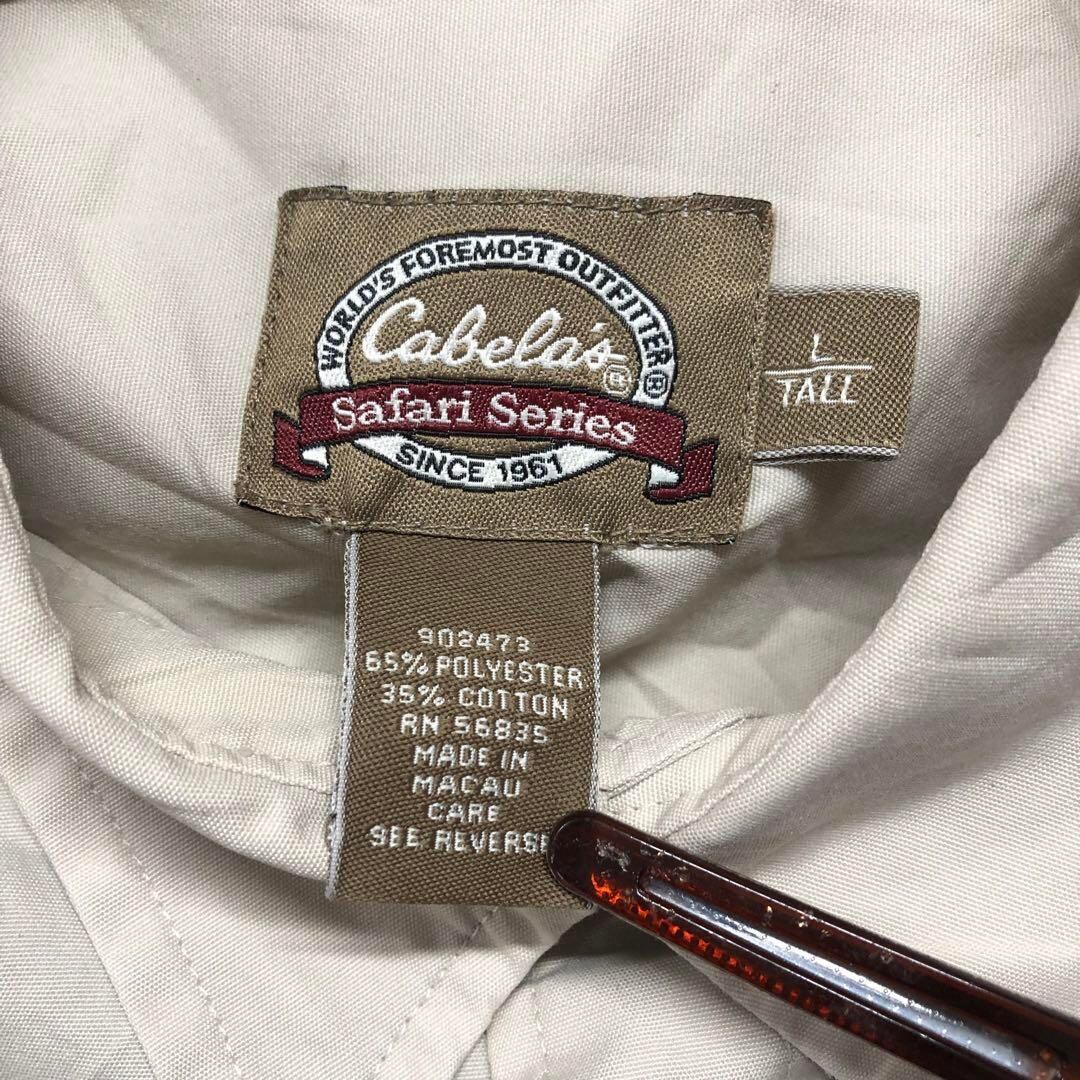 WORLD'S FOREMOST OUTFITTER®
Cabela's®
Safari Series
SINCE 1961
L
TALL
902473
65% POLYESTER
35% COTTON
RN 56835
MADE IN
MACAU
CARE
SEE REVERSE